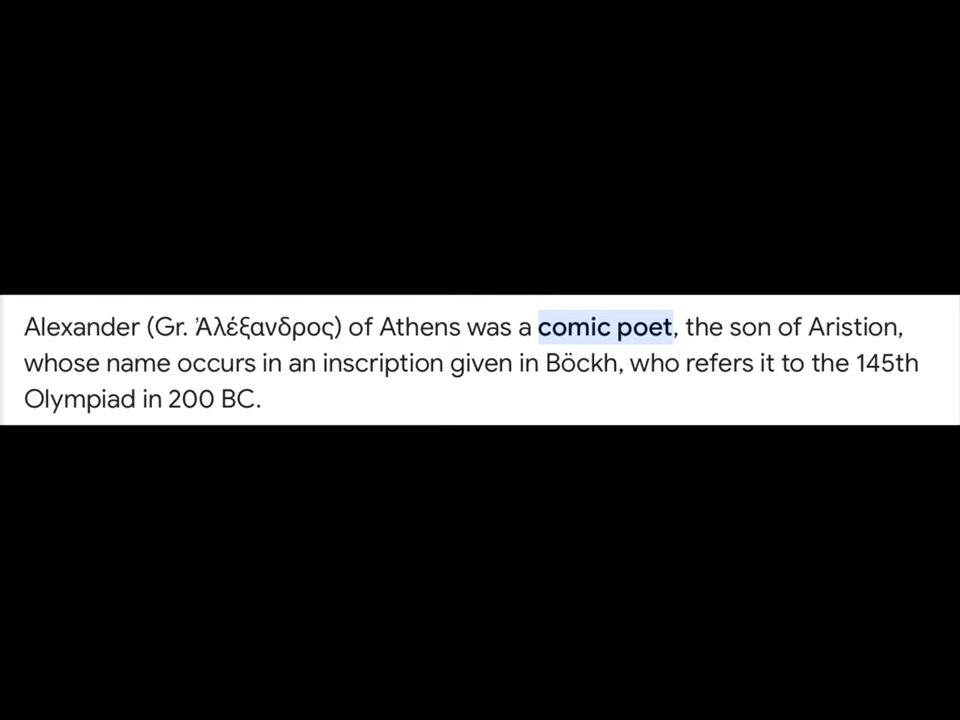 Alexander (Gr. Ἀλέξανδρος) of Athens was a comic poet, the son of Aristion,
whose name occurs in an inscription given in Böckh, who refers it to the 145th
Olympiad in 200 BC.